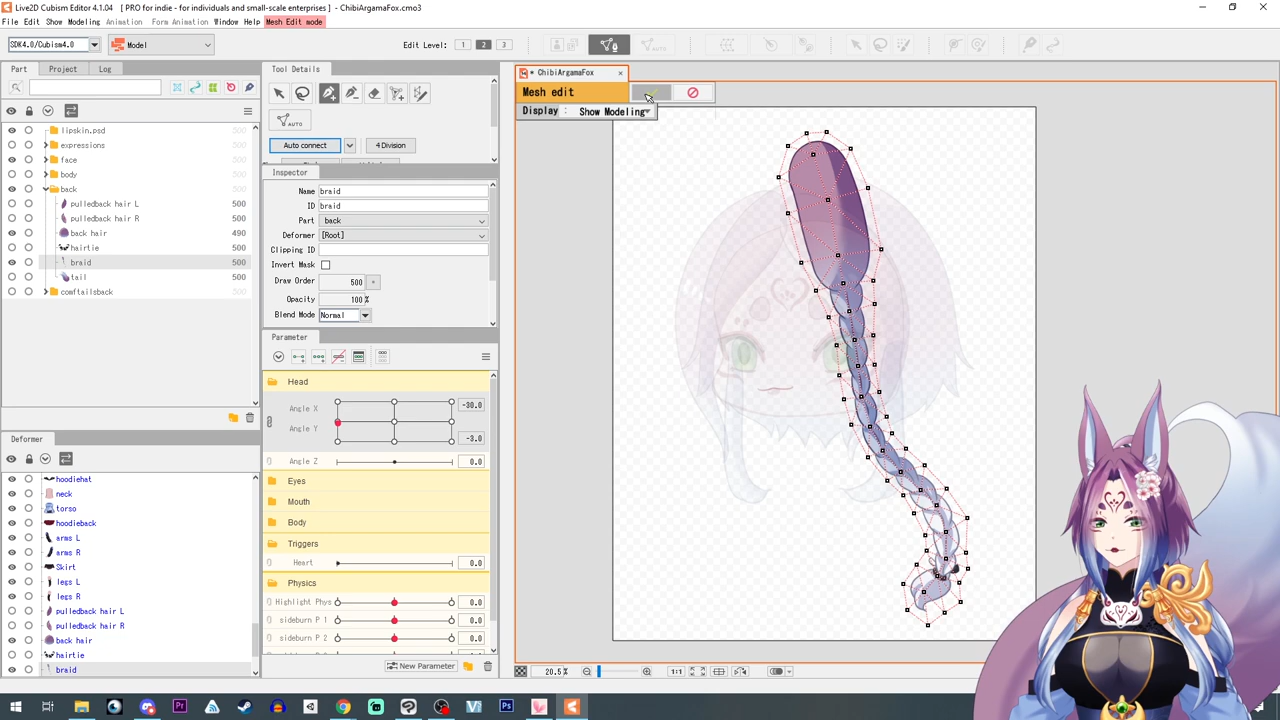 Live2D Cubism Editor 4.1.04 [ PRO for indie - for individuals and small-scale enterprises ] - ChibiArgamaFox.cmo3
File Edit Show Modeling Animation Form Animation Window Help Mesh Edit mode
SDK4.0/Cubism4.0 Model Edit Level: 1 2 3 AUTO
Part Project Log
lipskin.psd 500
expressions 500
face 500
body 500
back 500
pulledback hair L 500
pulledback hair R 500
back hair 490
hairtie 500
braid 500
tail 500
comftailsback 500
Deformer
hoodiehat
neck
torso
hoodieback
arms L
arms R
Skirt
legs L
legs R
pulledback hair L
pulledback hair R
back hair
hairtie
braid
Tool Details
AUTO
Auto connect 4 Division
Inspector
Name braid
ID braid
Part back
Deformer [Root]
Clipping ID
Invert Mask
Draw Order 500
Opacity 100 %
Blend Mode Normal
Parameter
Head
Angle X -30.0
Angle Y -3.0
Angle Z 0.0
Eyes
Mouth
Body
Triggers
Heart 0.0
Physics
Highlight Phys 0.0
sideburn P 1 0.0
sideburn P 2 0.0
New Parameter
* ChibiArgamaFox
Mesh edit
Display : Show Modeling
20.5 % 1:1